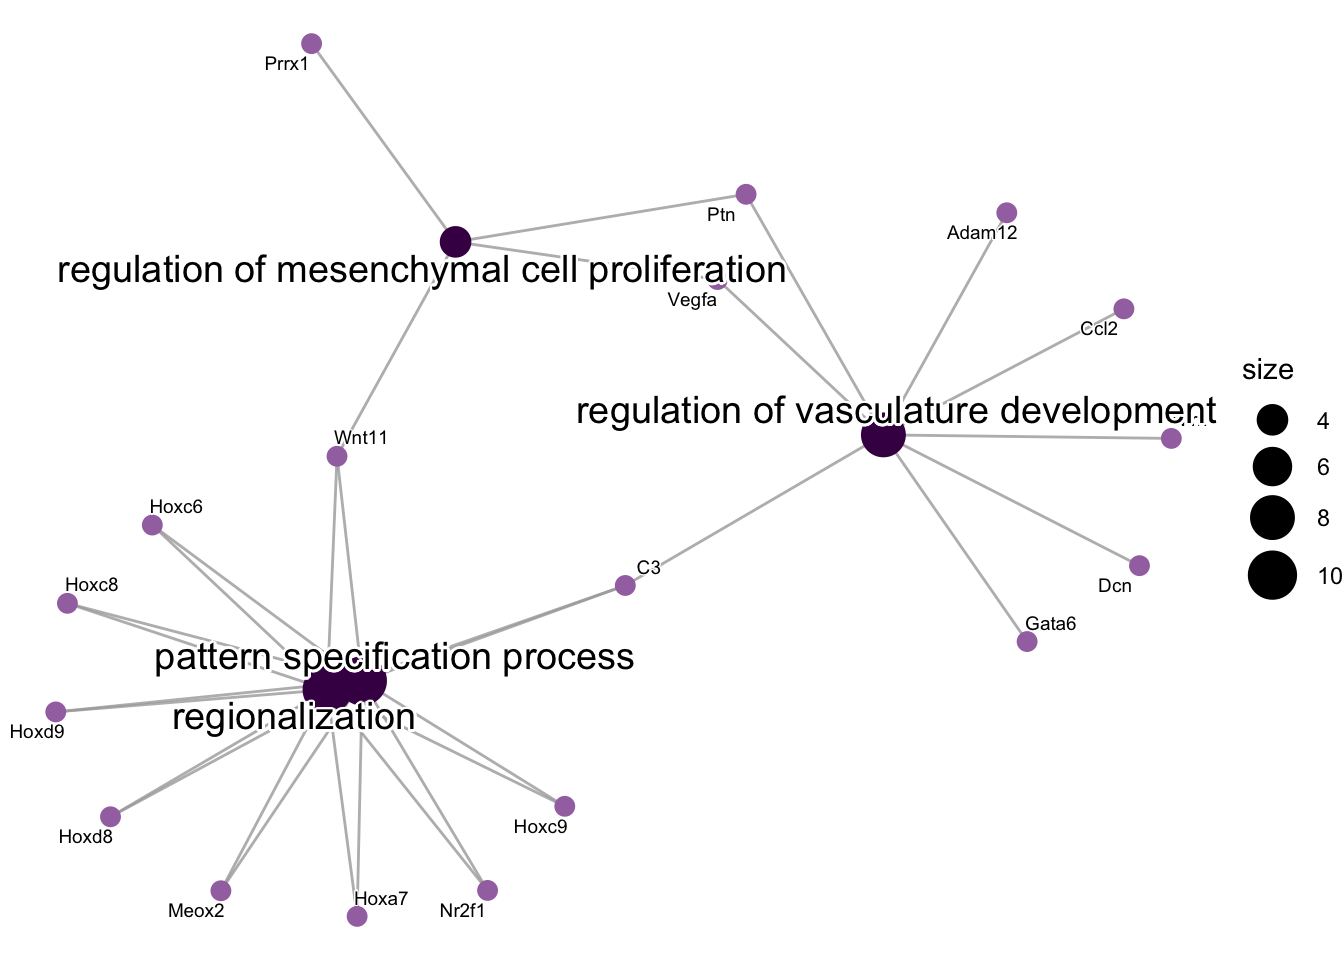 Prrx1
Ptn
Adam12
regulation of mesenchymal cell proliferation
Vegfa
Ccl2
size
regulation of vasculature development
4
Wnt11
6
Hoxc6
8
C3
10
Hoxc8
Dcn
Gata6
pattern specification process
regionalization
Hoxd9
Hoxd8
Hoxc9
Hoxa7
Meox2
Nr2f1